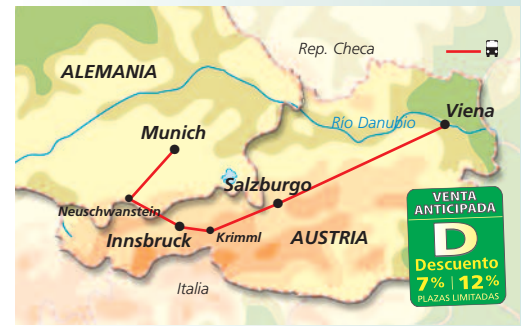 Rep. Checa
ALEMANIA
Viena
Río Danubio
Munich
Salzburgo
Neuschwanstein
Innsbruck
Krimml
AUSTRIA
Italia
VENTA
ANTICIPADA
D
Descuento
7% | 12%
PLAZAS LIMITADAS